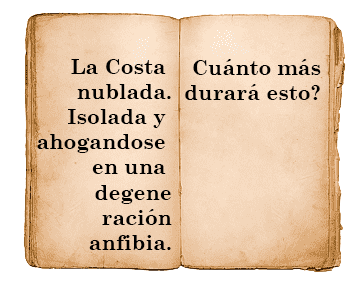 La Costa
nublada.
Isolada y
ahogandose
en una
degene
ración
anfibia.
Cuánto más
durará esto?